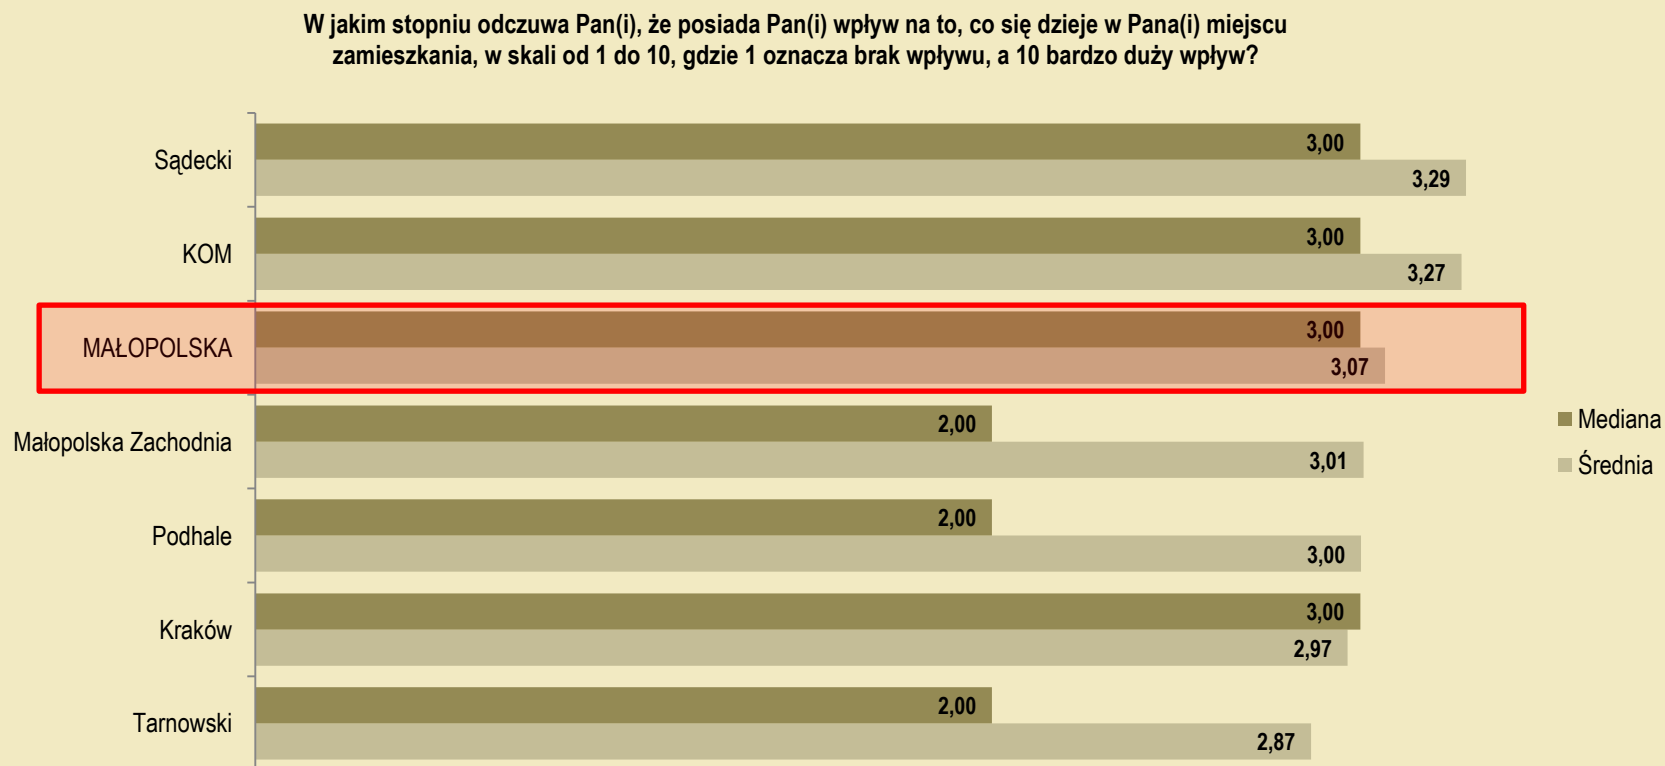 W jakim stopniu odczuwa Pan(i), że posiada Pan(i) wpływ na to, co się dzieje w Pana(i) miejscu
zamieszkania, w skali od 1 do 10, gdzie 1 oznacza brak wpływu, a 10 bardzo duży wpływ?
3,00
Sądecki
3,29
3,00
KOM
3,27
3,00
MAŁOPOLSKA
3,07
2,00
Małopolska Zachodnia
3,01
2,00
Podhale
3,00
3,00
Kraków
2,97
2,00
Tarnowski
2,87
Mediana
Średnia